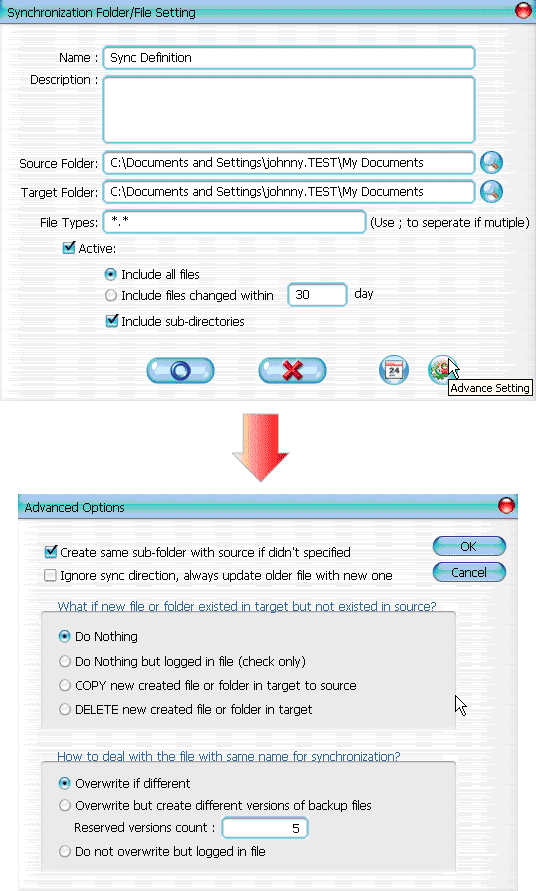 Synchronization Folder/File Setting
Name : Sync Definition
Description :
Source Folder: C:\Documents and Settings\johnny.TEST\My Documents
Target Folder: C:\Documents and Settings\johnny.TEST\My Documents
File Types: *.* (Use ; to seperate if mutiple)
Active:
Include all files
Include files changed within 30 day
Include sub-directories
24
Advance Setting
Advanced Options
Create same sub-folder with source if didn't specified
OK
Ignore sync direction, always update older file with new one
Cancel
What if new file or folder existed in target but not existed in source?
Do Nothing
Do Nothing but logged in file (check only)
COPY new created file or folder in target to source
DELETE new created file or folder in target
How to deal with the file with same name for synchronization?
Overwrite if different
Overwrite but create different versions of backup files
Reserved versions count : 5
Do not overwrite but logged in file